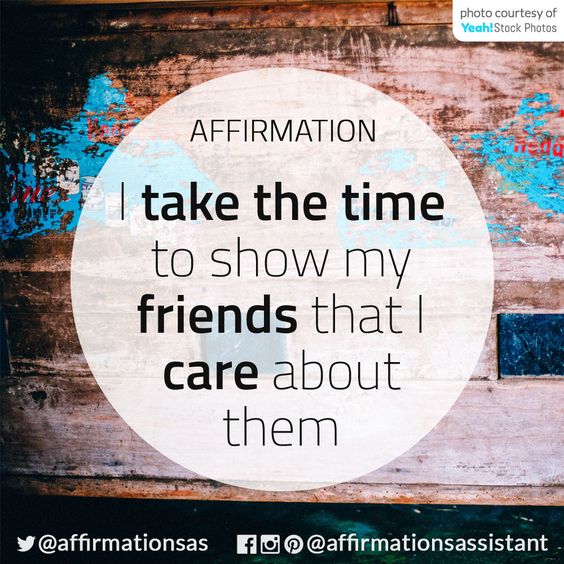 photo courtesy of
Yeah!Stock Photos
AFFIRMATION
I take the time
to show my
friends that I
care about
them
@affirmationsas @affirmationsassistant